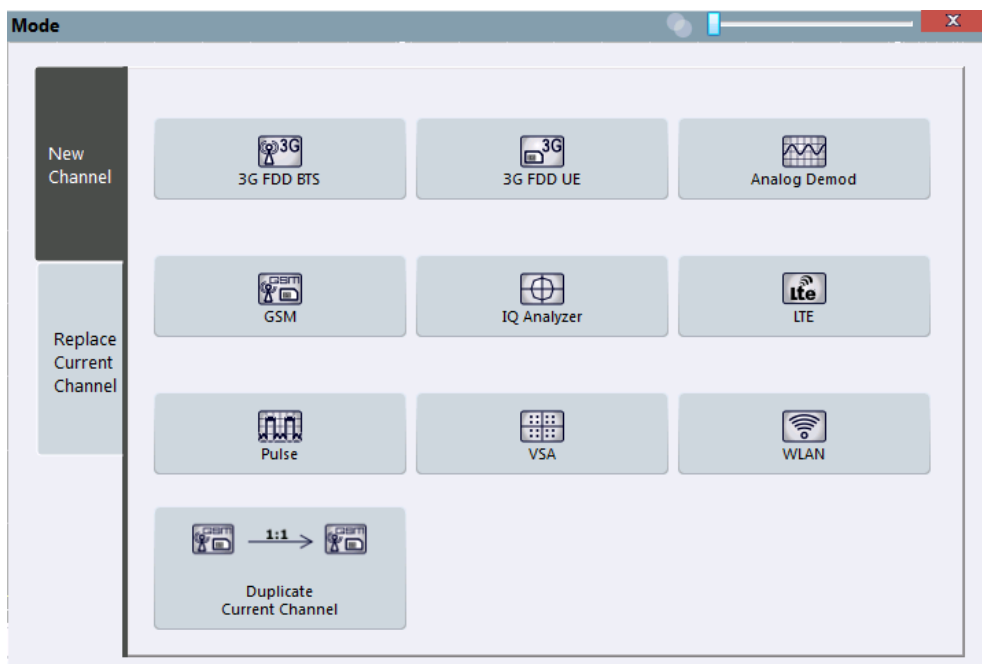 Mode
X
New
Channel
Replace
Current
Channel
3G
3G FDD BTS
3G
3G FDD UE
Analog Demod
GSM
GSM
IQ Analyzer
Lte
LTE
Pulse
VSA
WLAN
GSM
1:1
GSM
Duplicate
Current Channel